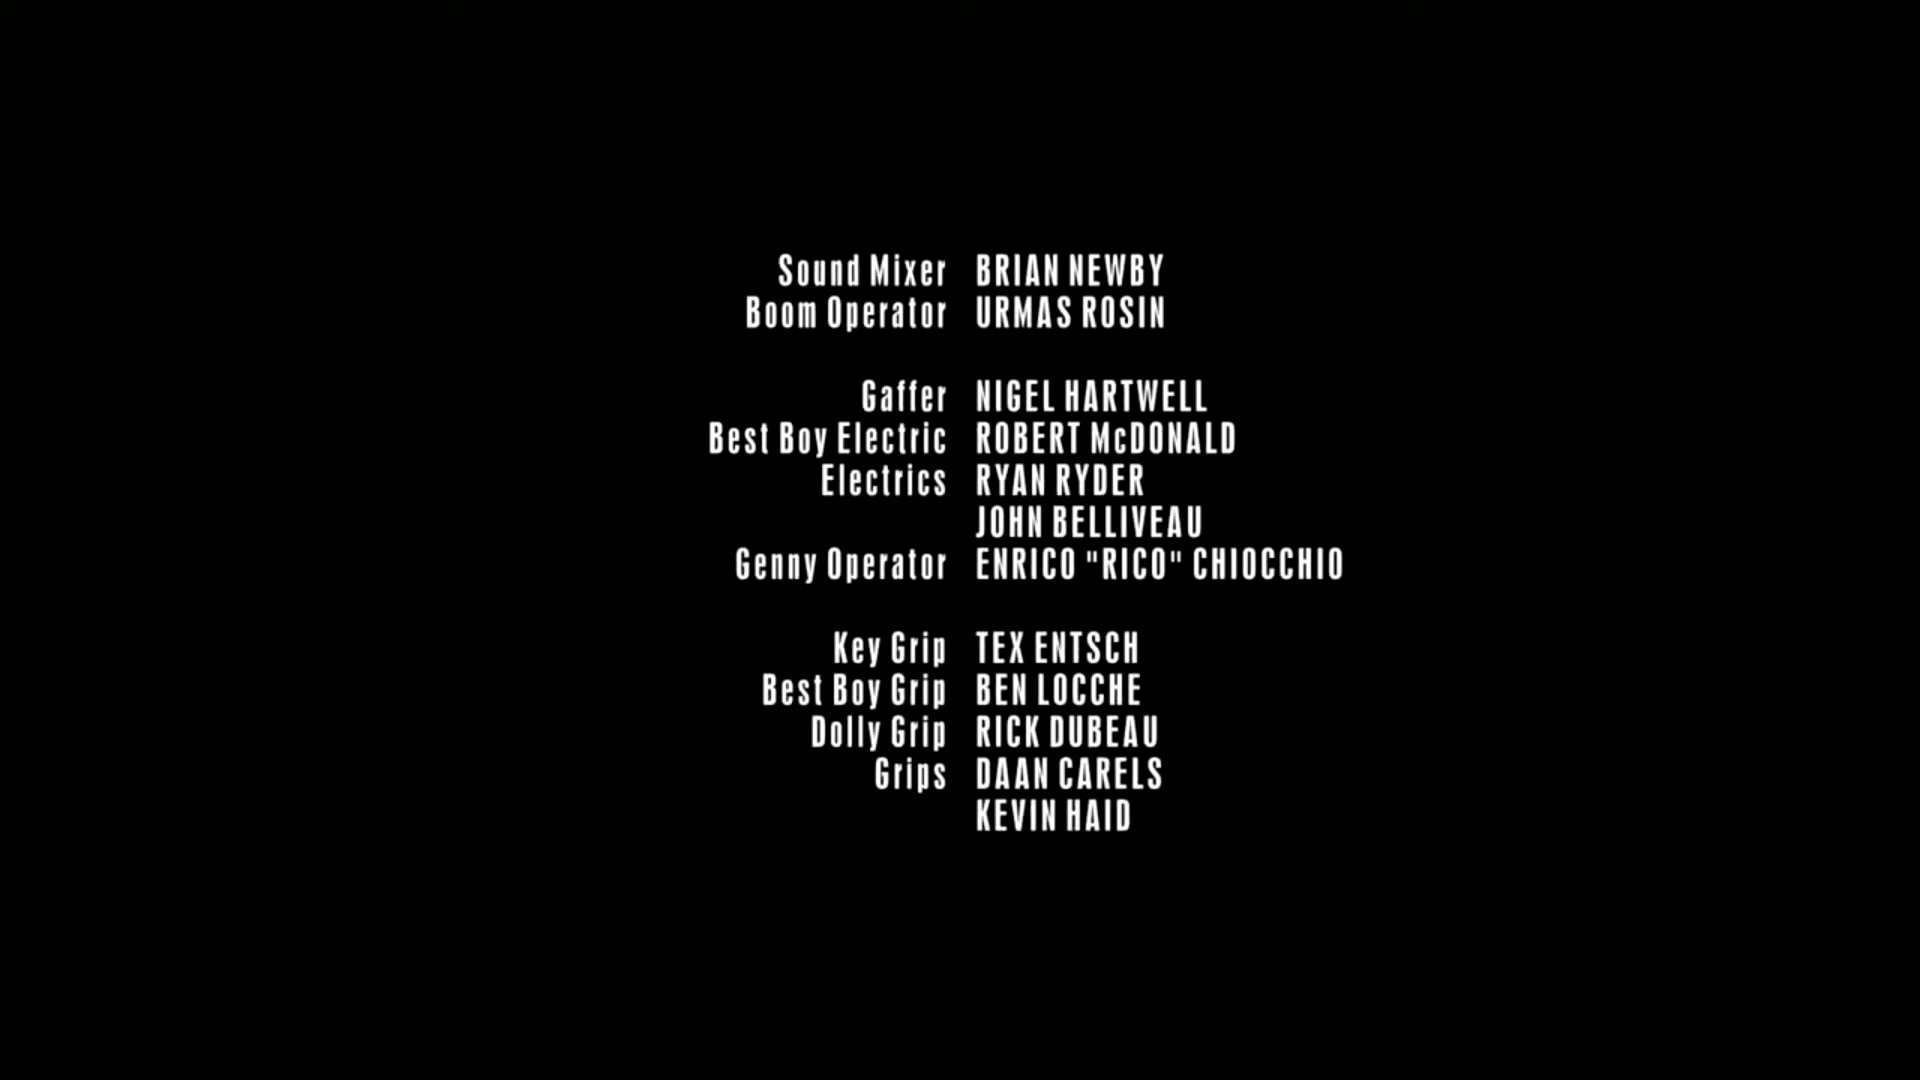 Sound Mixer BRIAN NEWBY
Boom Operator URMAS ROSIN
Gaffer NIGEL HARTWELL
Best Boy Electric ROBERT McDONALD
Electrics RYAN RYDER
JOHN BELLIVEAU
Genny Operator ENRICO "RICO" CHIOCCHIO
Key Grip TEX ENTSCH
Best Boy Grip BEN LOCCHE
Dolly Grip RICK DUBEAU
Grips DAAN CARELS
KEVIN HAID